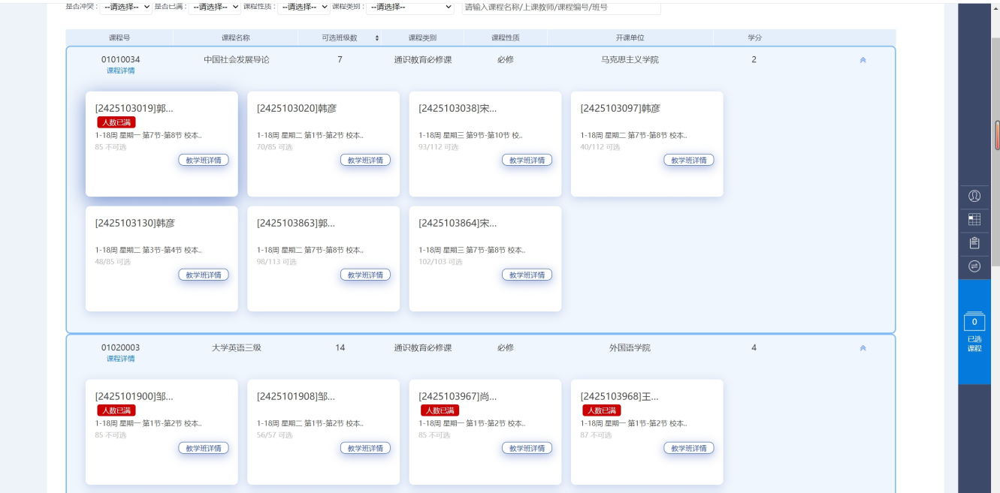 是否冲突： --请选择-- 是否已满： --请选择-- 课程性质： --请选择-- 课程类别： --请选择-- 请输入课程名称/上课教师/课程编号/班号
课程号 课程名称 可选班级数 课程类别 课程性质 开课单位 学分
01010034 中国社会发展导论 7 通识教育必修课 必修 马克思主义学院 2
课程详情
[2425103019]郭... [2425103020]韩彦 [2425103038]宋... [2425103097]韩彦
人数已满
1-18周 星期一 第7节-第8节 校本.. 1-18周 星期二 第1节-第2节 校本.. 1-18周 星期三 第9节-第10节 校.. 1-18周 星期二 第7节-第8节 校本..
85 不可选 70/85 可选 93/112 可选 40/112 可选
教学班详情 教学班详情 教学班详情 教学班详情
[2425103130]韩彦 [2425103863]郭... [2425103864]宋...
1-18周 星期二 第3节-第4节 校本.. 1-18周 星期二 第7节-第8节 校本.. 1-18周 星期三 第7节-第8节 校本..
48/85 可选 98/113 可选 102/103 可选
教学班详情 教学班详情 教学班详情
0
已选
课程
01020003 大学英语三级 14 通识教育必修课 必修 外国语学院 4
课程详情
[2425101900]邹... [2425101908]邹... [2425103967]尚... [2425103968]王...
人数已满 人数已满 人数已满
1-18周 星期一 第1节-第2节 校本.. 1-18周 星期二 第1节-第2节 校本.. 1-18周 星期一 第1节-第2节 校本.. 1-18周 星期一 第1节-第2节 校本..
85 不可选 56/57 可选 85 不可选 87 不可选
教学班详情 教学班详情 教学班详情 教学班详情